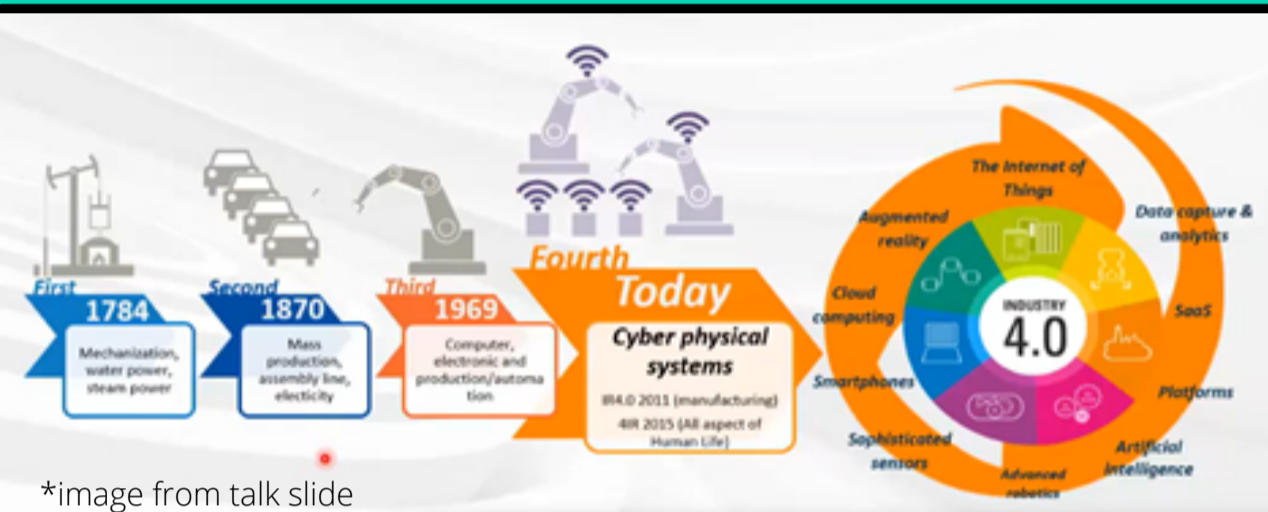 First
1784
Mechanization,
water power,
steam power
Second
1870
Mass
production,
assembly line,
electicity
Third
1969
Computer,
electronic and
production/automa
tion
Fourth
Today
Cyber physical
systems
IR4.0 2011 (manufacturing)
4IR 2015 (All aspect of
Human Life)
The Internet of
Things
Augmented
reality
Data capture &
analytics
Cloud
computing
SaaS
INDUSTRY
4.0
Smartphones
Platforms
Sophisticated
sensors
Artificial
Intelligence
Advanced
robotics
*image from talk slide